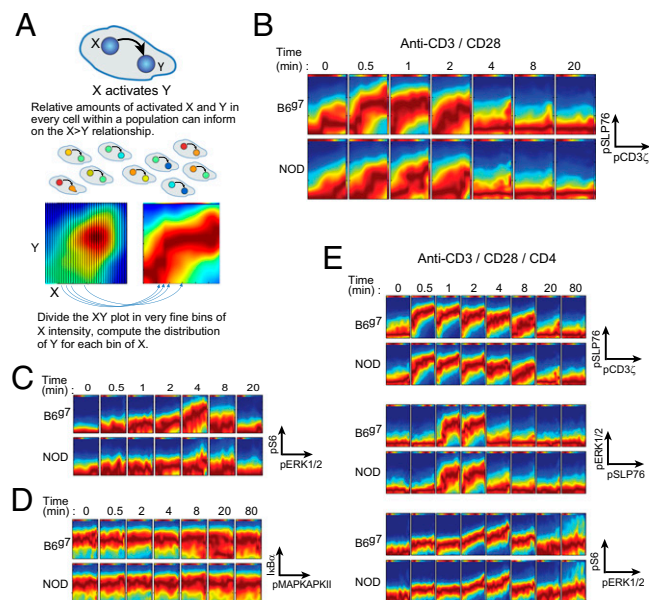 A
X
Y
X activates Y
Relative amounts of activated X and Y in
every cell within a population can inform
on the X>Y relationship.
Y
X
Divide the XY plot in very fine bins of
X intensity, compute the distribution
of Y for each bin of X.
B
Anti-CD3 / CD28
Time
(min) : 0 0.5 1 2 4 8 20
B6g7
NOD
pSLP76
pCD3ζ
C
Time
(min) : 0 0.5 1 2 4 8 20
B6g7
NOD
pS6
pERK1/2
D
Time
(min) : 0 0.5 2 4 8 20 80
B6g7
NOD
IκBα
pMAPKAPKII
E
Anti-CD3 / CD28 / CD4
Time
(min) : 0 0.5 1 2 4 8 20 80
B6g7
NOD
pSLP76
pCD3ζ
B6g7
NOD
pERK1/2
pSLP76
B6g7
NOD
pS6
pERK1/2